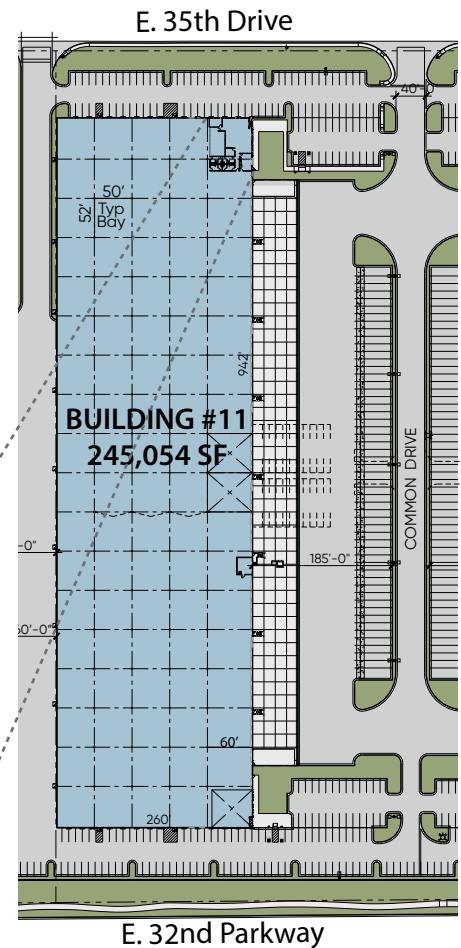 E. 35th Drive
40'-0
50'
52'
Typ
Bay
942'
BUILDING #11
245,054 SF
COMMON DRIVE
-0"
185'-0"
0'-0"
60'
260'
E. 32nd Parkway